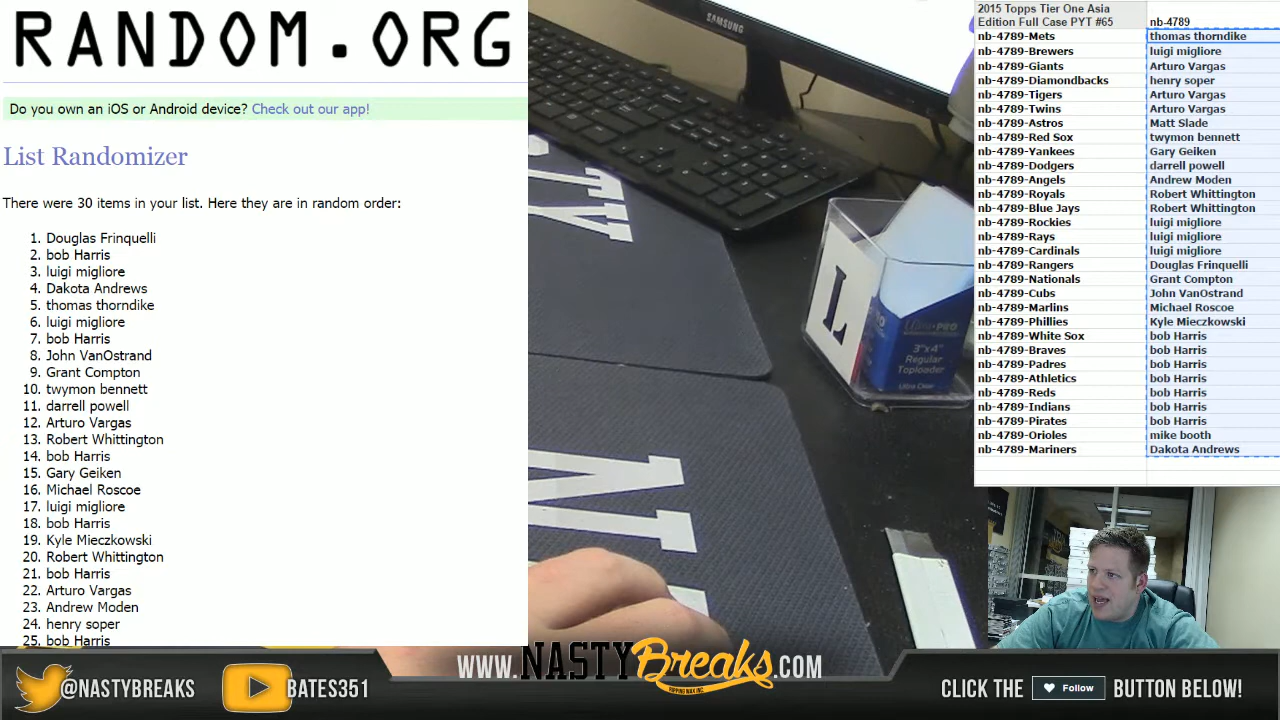 RANDOM.ORG
Do you own an iOS or Android device? Check out our app!
List Randomizer
There were 30 items in your list. Here they are in random order:
1. Douglas Frinquelli
2. bob Harris
3. luigi migliore
4. Dakota Andrews
5. thomas thorndike
6. luigi migliore
7. bob Harris
8. John VanOstrand
9. Grant Compton
10. twymon bennett
11. darrell powell
12. Arturo Vargas
13. Robert Whittington
14. bob Harris
15. Gary Geiken
16. Michael Roscoe
17. luigi migliore
18. bob Harris
19. Kyle Mieczkowski
20. Robert Whittington
21. bob Harris
22. Arturo Vargas
23. Andrew Moden
24. henry soper
25. bob Harris
SAMSUNG
L
3"x4"
Regular
Toploader
Ultra Clear
2015 Topps Tier One Asia
Edition Full Case PYT #65 nb-4789
nb-4789-Mets thomas thorndike
nb-4789-Brewers luigi migliore
nb-4789-Giants Arturo Vargas
nb-4789-Diamondbacks henry soper
nb-4789-Tigers Arturo Vargas
nb-4789-Twins Arturo Vargas
nb-4789-Astros Matt Slade
nb-4789-Red Sox twymon bennett
nb-4789-Yankees Gary Geiken
nb-4789-Dodgers darrell powell
nb-4789-Angels Andrew Moden
nb-4789-Royals Robert Whittington
nb-4789-Blue Jays Robert Whittington
nb-4789-Rockies luigi migliore
nb-4789-Rays luigi migliore
nb-4789-Cardinals luigi migliore
nb-4789-Rangers Douglas Frinquelli
nb-4789-Nationals Grant Compton
nb-4789-Cubs John VanOstrand
nb-4789-Marlins Michael Roscoe
nb-4789-Phillies Kyle Mieczkowski
nb-4789-White Sox bob Harris
nb-4789-Braves bob Harris
nb-4789-Padres bob Harris
nb-4789-Athletics bob Harris
nb-4789-Reds bob Harris
nb-4789-Indians bob Harris
nb-4789-Pirates bob Harris
nb-4789-Orioles mike booth
nb-4789-Mariners Dakota Andrews
@NASTYBREAKS
BATES351
WWW.NASTYBreaks.COM
RIPPING WAX INC.
CLICK THE Follow BUTTON BELOW!